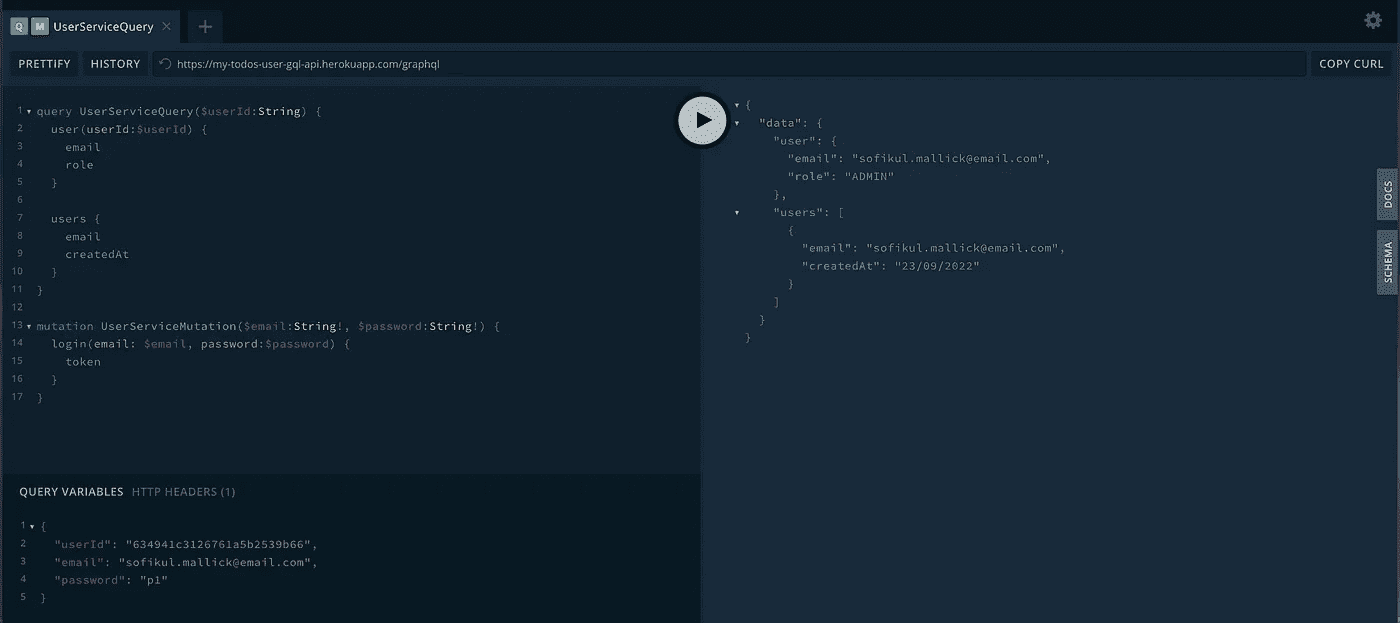 Q M UserServiceQuery × +
PRETTIFY HISTORY https://my-todos-user-gql-api.herokuapp.com/graphql COPY CURL
1 query UserServiceQuery($userId:String) {
2 user(userId:$userId) {
3 email
4 role
5 }
6
7 users {
8 email
9 createdAt
10 }
11 }
12
13 mutation UserServiceMutation($email:String!, $password:String!) {
14 login(email: $email, password:$password) {
15 token
16 }
17 }
QUERY VARIABLES HTTP HEADERS (1)
1 {
2 "userId": "634941c3126761a5b2539b66",
3 "email": "sofikul.mallick@email.com",
4 "password": "p1"
5 }
{
"data": {
"user": {
"email": "sofikul.mallick@email.com",
"role": "ADMIN"
},
"users": [
{
"email": "sofikul.mallick@email.com",
"createdAt": "23/09/2022"
}
]
}
}
DOCS
SCHEMA